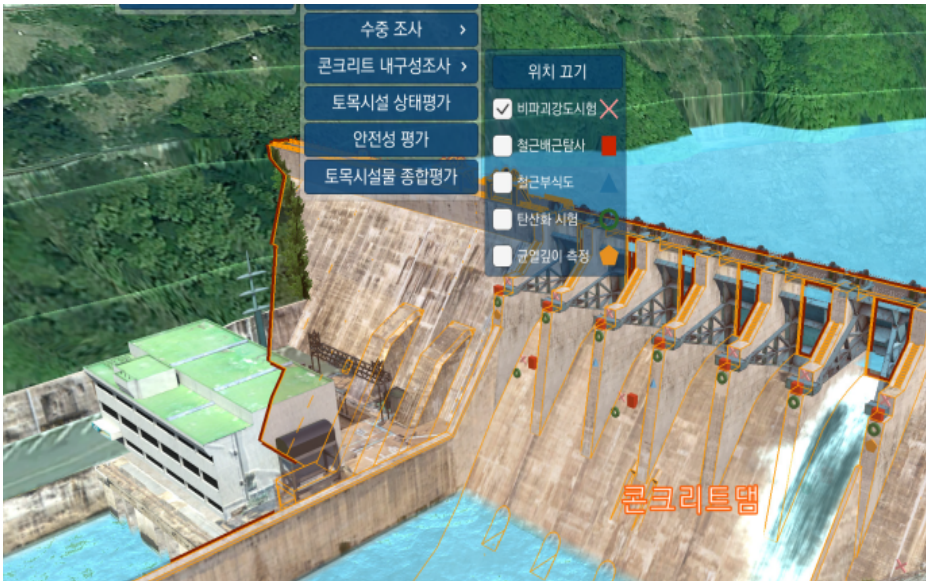 수중 조사 >
콘크리트 내구성조사 >
토목시설 상태평가
안전성 평가
토목시설물 종합평가
위치 끄기
비파괴강도시험
철근배근탐사
철근부식도
탄산화 시험
균열깊이 측정
콘크리트댐